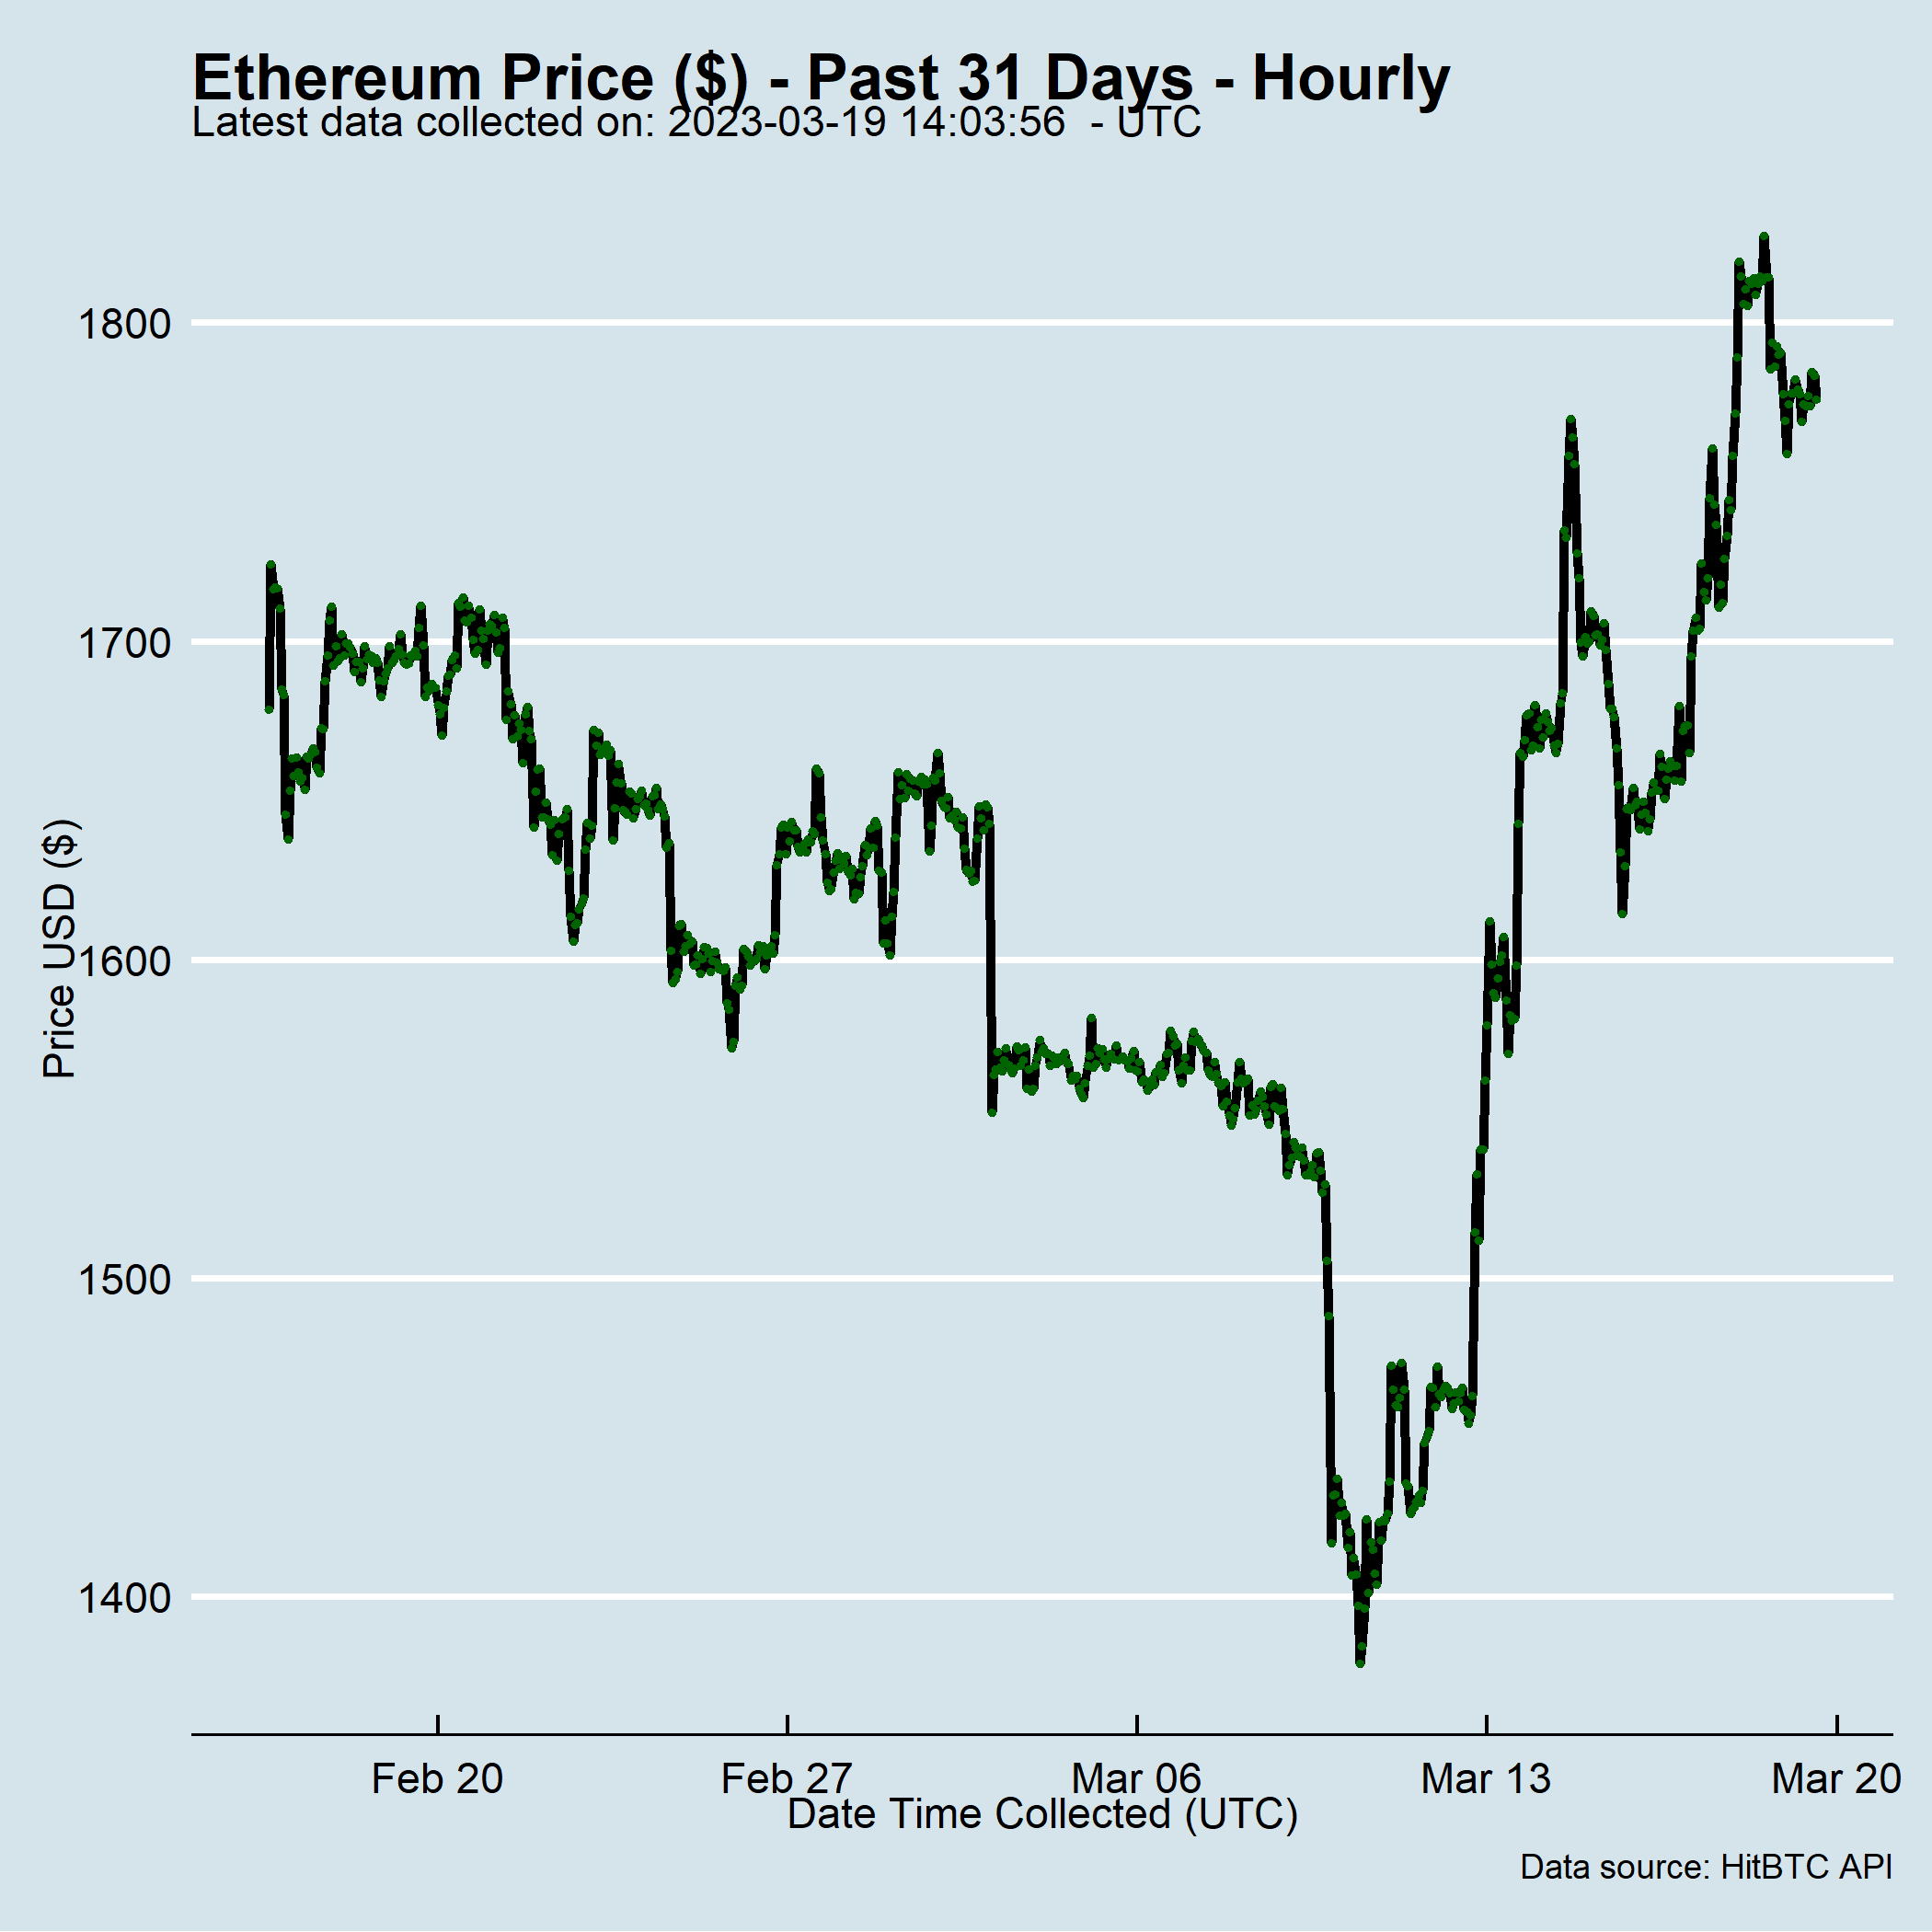 Ethereum Price ($) - Past 31 Days - Hourly
Latest data collected on: 2023-03-19 14:03:56  - UTC
Price USD ($)
1800
1700
1600
1500
1400
Feb 20
Feb 27
Mar 06
Mar 13
Mar 20
Date Time Collected (UTC)
Data source: HitBTC API